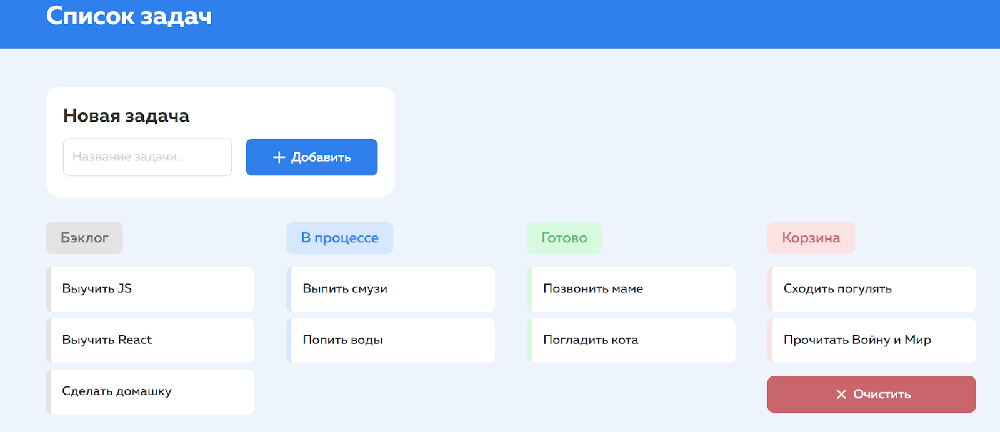 Список задач
Новая задача
Название задачи...
Добавить
Бэклог
Выучить JS
Выучить React
Сделать домашку
В процессе
Выпить смузи
Попить воды
Готово
Позвонить маме
Погладить кота
Корзина
Сходить погулять
Прочитать Войну и Мир
Очистить